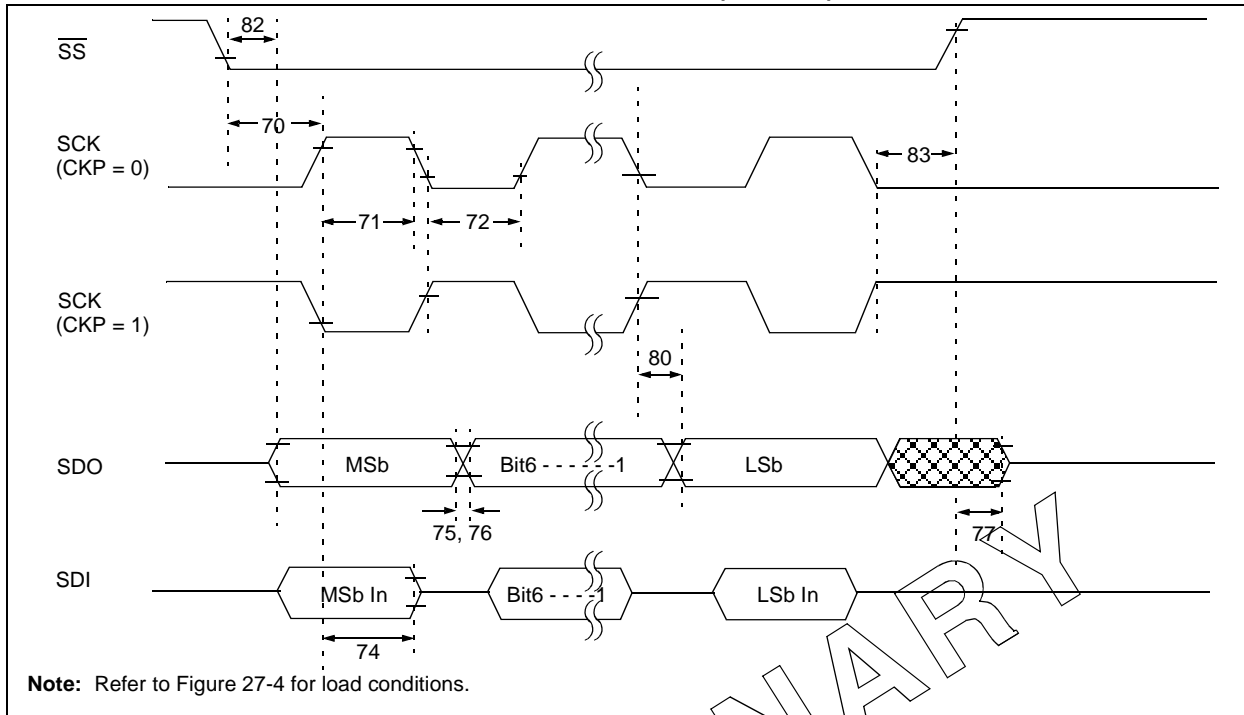 82
SS
70
SCK
(CKP = 0)
83
71
72
SCK
(CKP = 1)
80
SDO
MSb
Bit6 - - - - - -1
LSb
75, 76
77
SDI
MSb In
Bit6 - - - -1
LSb In
74
Note: Refer to Figure 27-4 for load conditions.
NARY